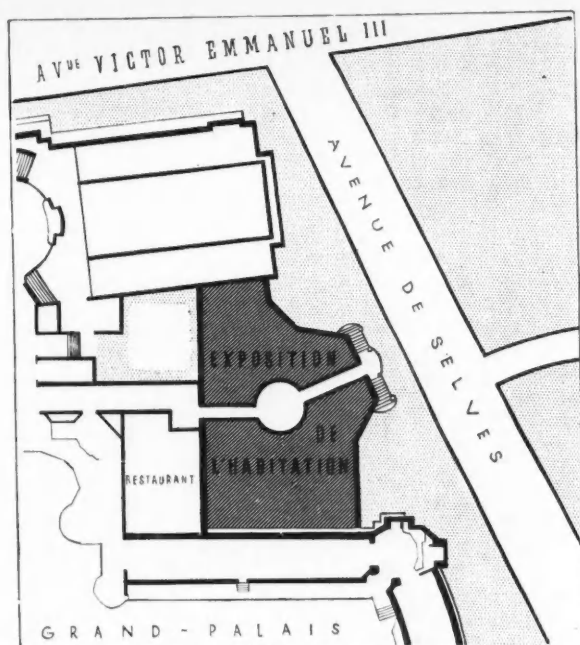 AVᵁᴱ VICTOR EMMANUEL III
AVENUE DE SELVES
EXPOSITION
DE
L'HABITATION
RESTAURANT
GRAND-PALAIS